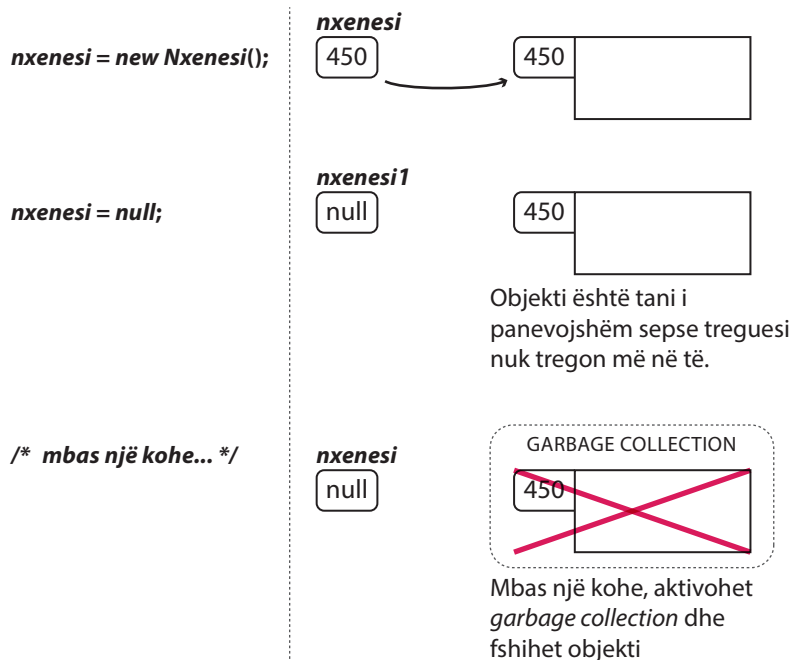 nxenesi
nxenesi = new Nxenesi();
450
450
nxenesi1
nxenesi = null;
null
450
Objekti është tani i
panevojshëm sepse treguesi
nuk tregon më në të.
/* mbas një kohe... */
nxenesi
null
GARBAGE COLLECTION
450
Mbas një kohe, aktivohet
garbage collection dhe
fshihet objekti